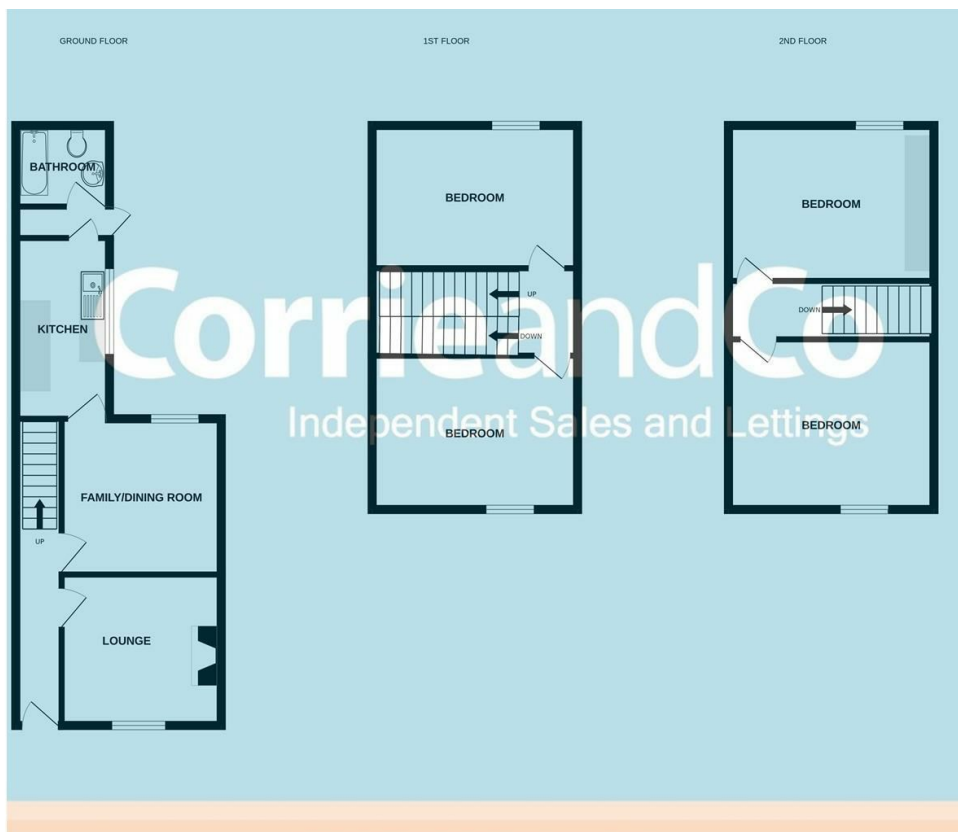 GROUND FLOOR
1ST FLOOR
2ND FLOOR
BATHROOM
BEDROOM
BEDROOM
UP
DOWN
DOWN
KITCHEN
CorrieandCo
Independent Sales and Lettings
BEDROOM
BEDROOM
FAMILY/DINING ROOM
UP
LOUNGE